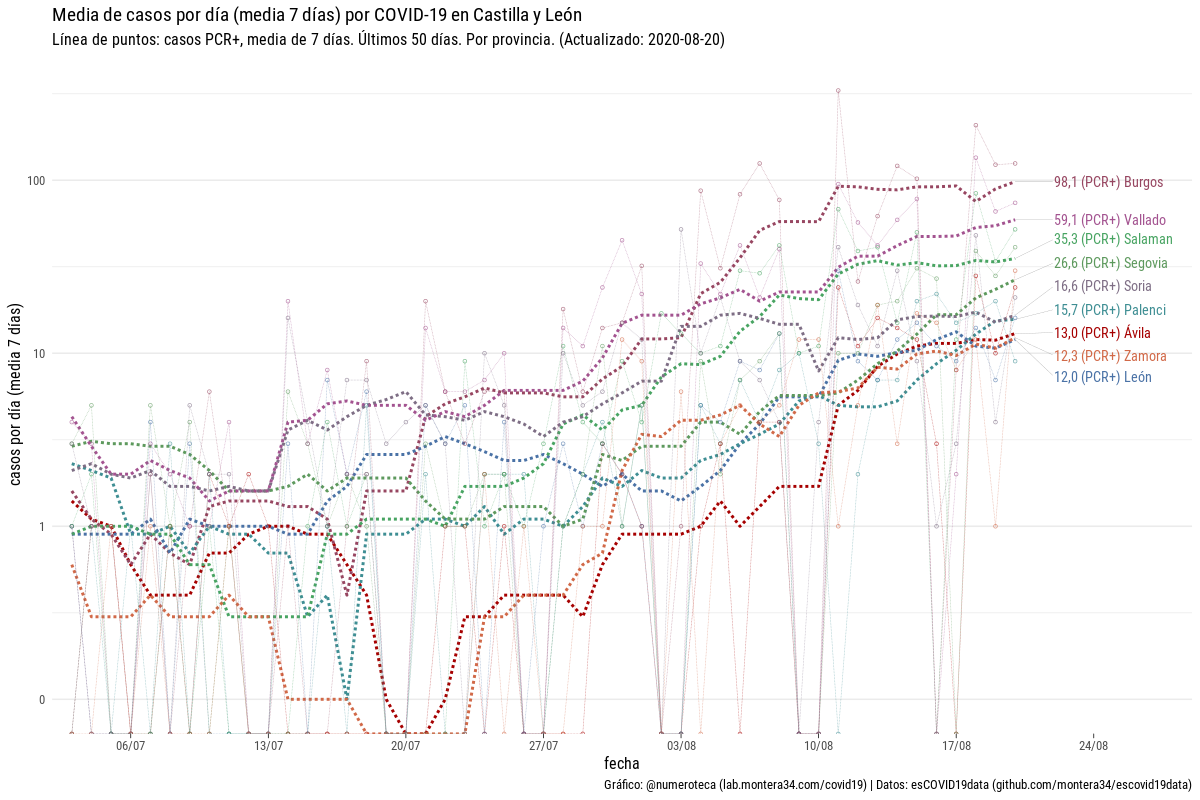 Media de casos por día (media 7 días) por COVID-19 en Castilla y León
Línea de puntos: casos PCR+, media de 7 días. Últimos 50 días. Por provincia. (Actualizado: 2020-08-20)
casos por día (media 7 días)
100
10
1
0
98,1 (PCR+) Burgos
59,1 (PCR+) Vallado
35,3 (PCR+) Salaman
26,6 (PCR+) Segovia
16,6 (PCR+) Soria
15,7 (PCR+) Palenci
13,0 (PCR+) Ávila
12,3 (PCR+) Zamora
12,0 (PCR+) León
06/07 13/07 20/07 27/07 03/08 10/08 17/08 24/08
fecha
Gráfico: @numeroteca (lab.montera34.com/covid19) | Datos: esCOVID19data (github.com/montera34/escovid19data)